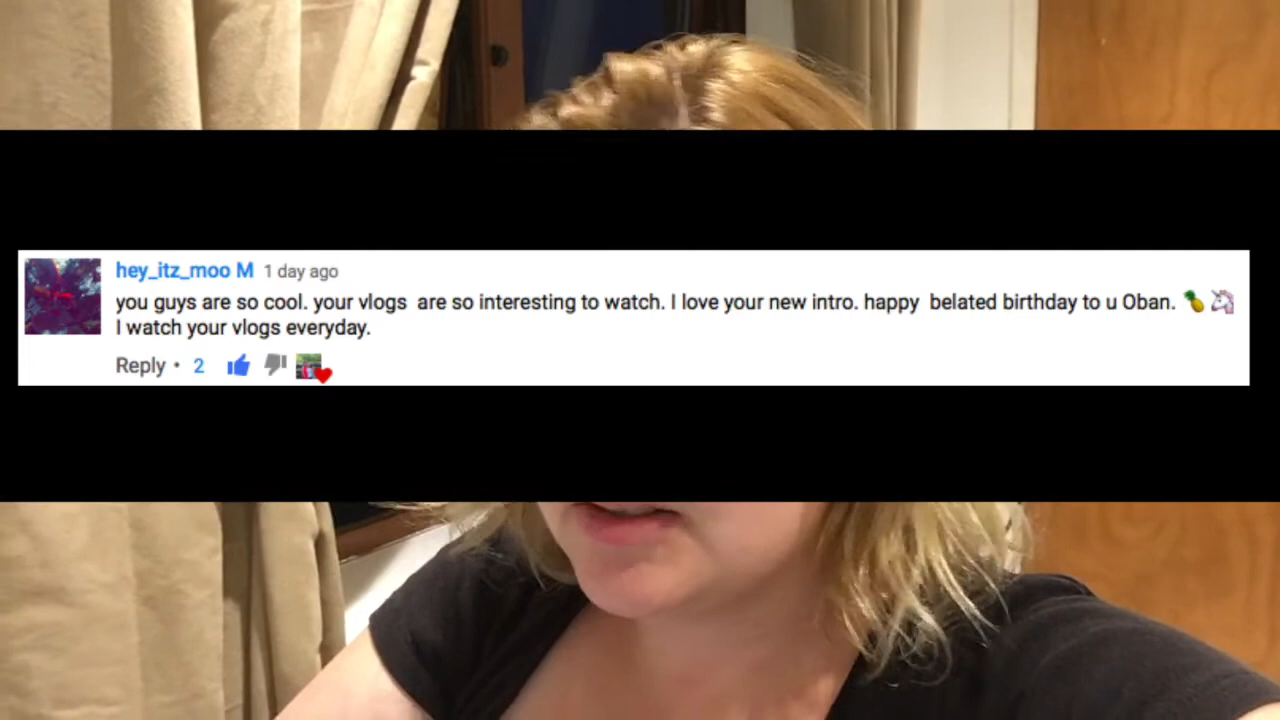 hey_itz_moo M 1 day ago
you guys are so cool. your vlogs  are so interesting to watch. I love your new intro. happy  belated birthday to u Oban. 🍍🦄
I watch your vlogs everyday.
Reply • 2